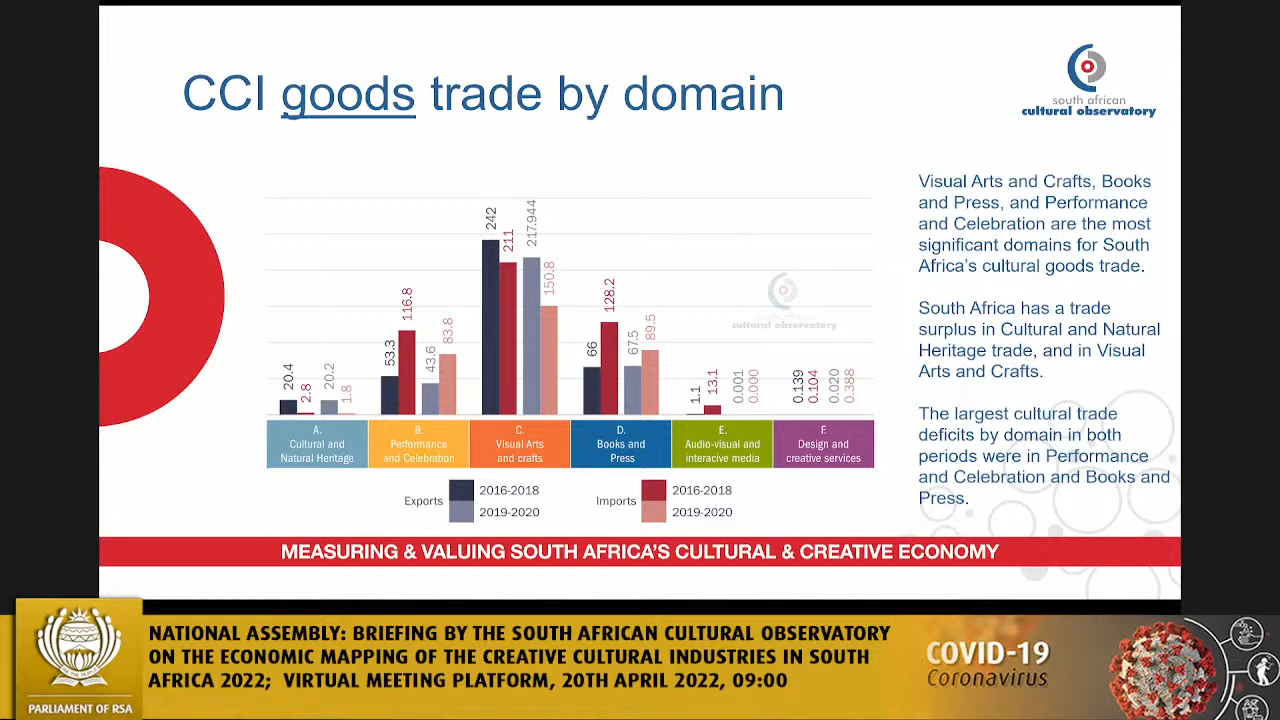 CCI goods trade by domain
south african
cultural observatory
242
211
217.944
150.8
20.4
2.8
20.2
1.8
53.3
116.8
43.6
83.8
66
128.2
67.5
89.5
1.1
13.1
0.001
0.000
0.139
0.104
0.020
0.388
south african
cultural observatory
A.
Cultural and
Natural Heritage
B.
Performance
and Celebration
C.
Visual Arts
and crafts
D.
Books and
Press
E.
Audio-visual and
interacive media
F.
Design and
creative services
Exports
2016-2018
2019-2020
Imports
2016-2018
2019-2020
Visual Arts and Crafts, Books
and Press, and Performance
and Celebration are the most
significant domains for South
Africa's cultural goods trade.
South Africa has a trade
surplus in Cultural and Natural
Heritage trade, and in Visual
Arts and Crafts.
The largest cultural trade
deficits by domain in both
periods were in Performance
and Celebration and Books and
Press.
MEASURING & VALUING SOUTH AFRICA'S CULTURAL & CREATIVE ECONOMY
PARLIAMENT OF RSA
NATIONAL ASSEMBLY: BRIEFING BY THE SOUTH AFRICAN CULTURAL OBSERVATORY
ON THE ECONOMIC MAPPING OF THE CREATIVE CULTURAL INDUSTRIES IN SOUTH
AFRICA 2022; VIRTUAL MEETING PLATFORM, 20TH APRIL 2022, 09:00
COVID-19
Coronavirus